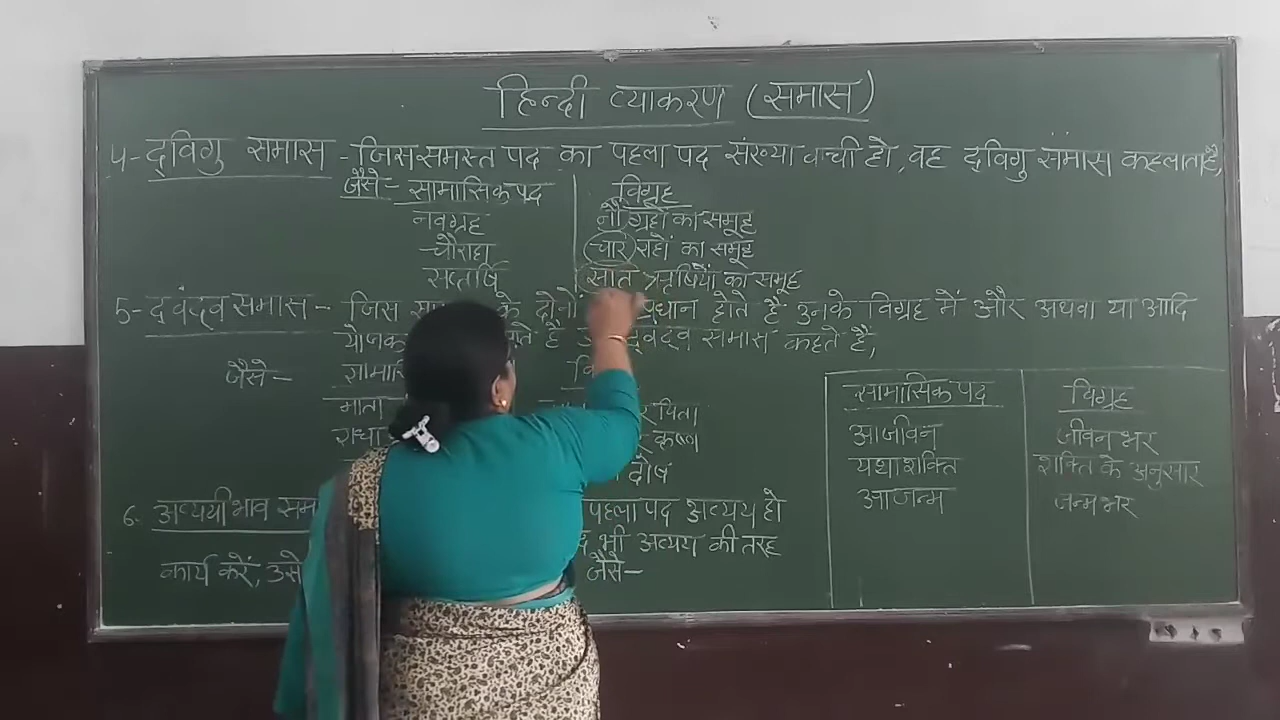 हिन्दी व्याकरण (समास)
4- द्विगु समास - जिस समस्त पद का पहला पद संख्या वाची हो, वह द्विगु समास कहलाता है,
जैसे - सामासिक पद विग्रह
नवग्रह नौ ग्रहों का समूह
चौराहा चार राहों का समूह
सप्तर्षि सात ऋषियों का समूह
5- द्वंद्व समास - जिस के दोनों प्रधान होते हैं उनके विग्रह में और अथवा या आदि
योजक हैं द्वंद्व समास कहते हैं,
जैसे -
माता पिता
राधा कृष्ण
दोष
6. अव्ययीभाव पहला पद अव्यय हो
भी अव्यय की तरह
कार्य करें, उसे जैसे -
सामासिक पद विग्रह
आजीवन जीवन भर
यथाशक्ति शक्ति के अनुसार
आजन्म जन्म भर